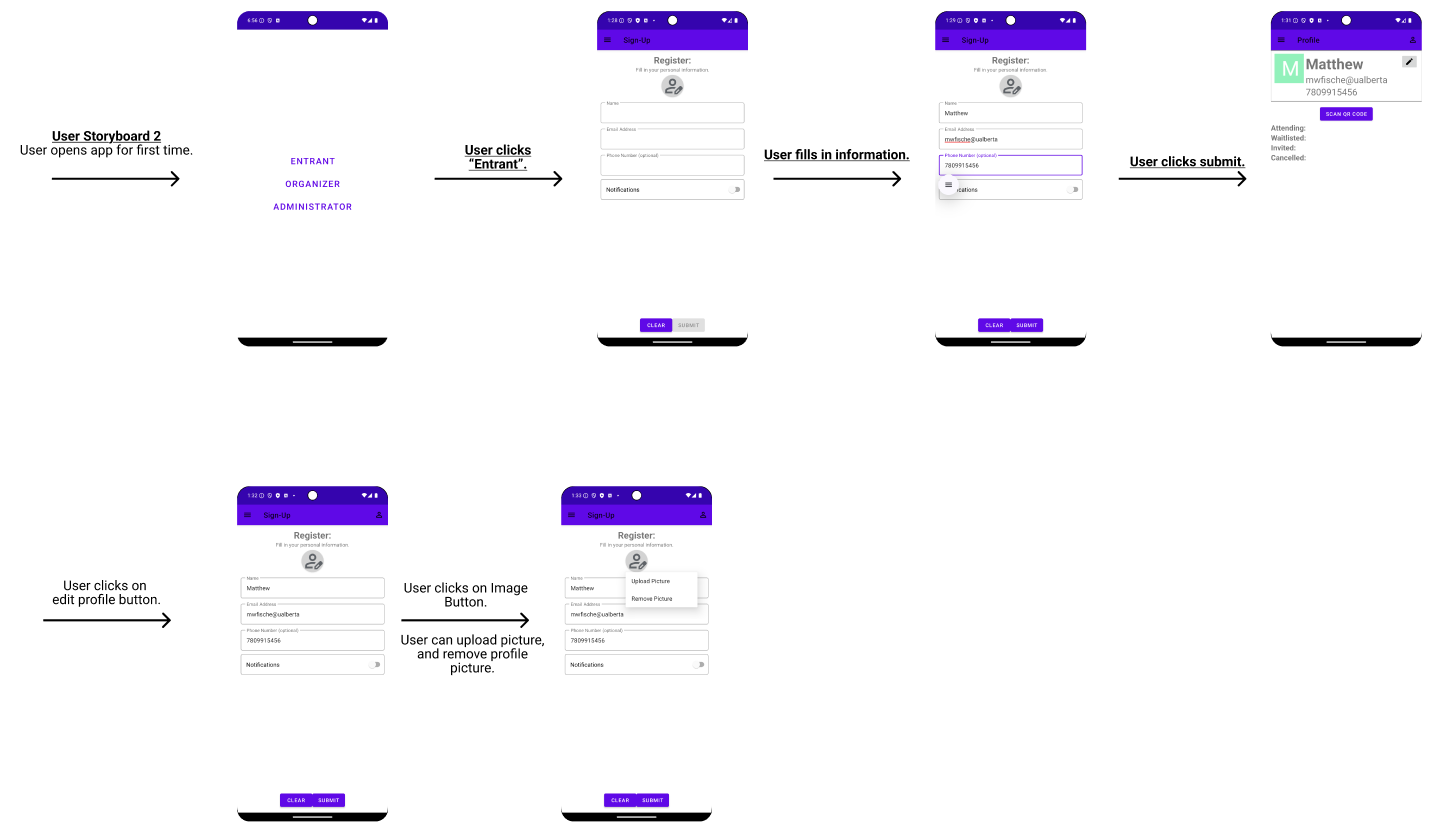 User Storyboard 2
User opens app for first time.
6:56
ENTRANT
ORGANIZER
ADMINISTRATOR
User clicks
“Entrant”.
1:28
Sign-Up
Register:
Fill in your personal information.
Name
Email Address
Phone Number (optional)
Notifications
CLEAR SUBMIT
User fills in information.
1:29
Sign-Up
Register:
Fill in your personal information
Name
Matthew
Email Address
mwfische@ualberta
Phone Number (optional)
7809915456
cations
CLEAR SUBMIT
User clicks submit.
1:31
Profile
M
Matthew
mwfische@ualberta
7809915456
SCAN QR CODE
Attending:
Waitlisted:
Invited:
Cancelled:
User clicks on
edit profile button.
1:32
Sign-Up
Register:
Fill in your personal information
Name
Matthew
Email Address
mwfische@ualberta
Phone Number (optional)
7809915456
Notifications
CLEAR SUBMIT
User clicks on Image
Button.
User can upload picture,
and remove profile
picture.
1:33
Sign-Up
Register:
Fill in your personal information.
Name
Matthew
Upload Picture
Remove Picture
Email Address
mwfische@ualberta
Phone Number (optional)
7809915456
Notifications
CLEAR SUBMIT